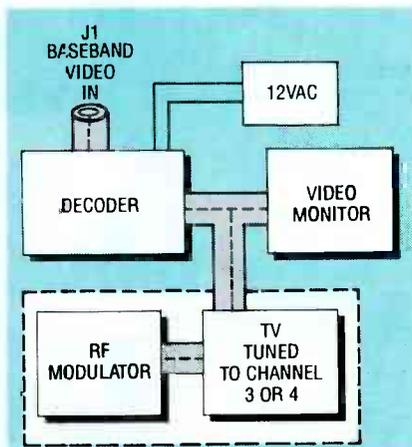 J1
BASEBAND
VIDEO
IN
12VAC
DECODER
VIDEO
MONITOR
RF
MODULATOR
TV
TUNED
TO CHANNEL
3 OR 4